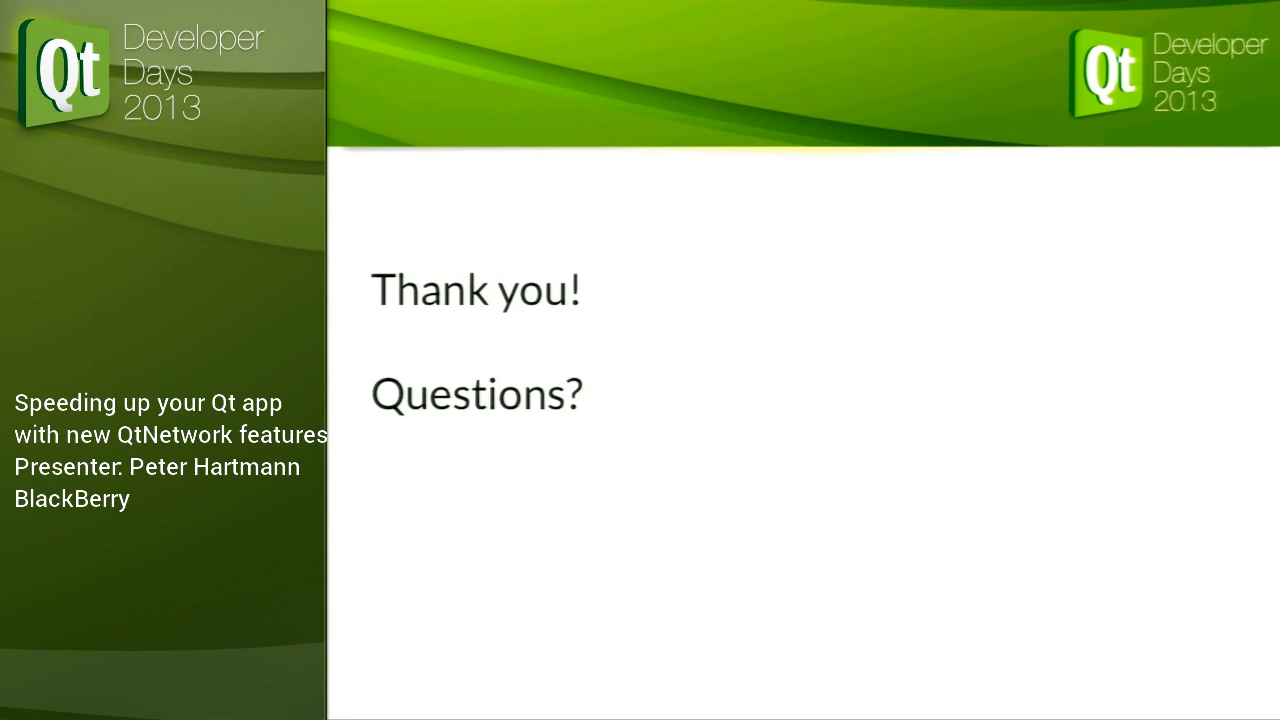 Qt
Developer
Days
2013
Speeding up your Qt app
with new QtNetwork features
Presenter: Peter Hartmann
BlackBerry
Qt
Developer
Days
2013
Thank you!
Questions?